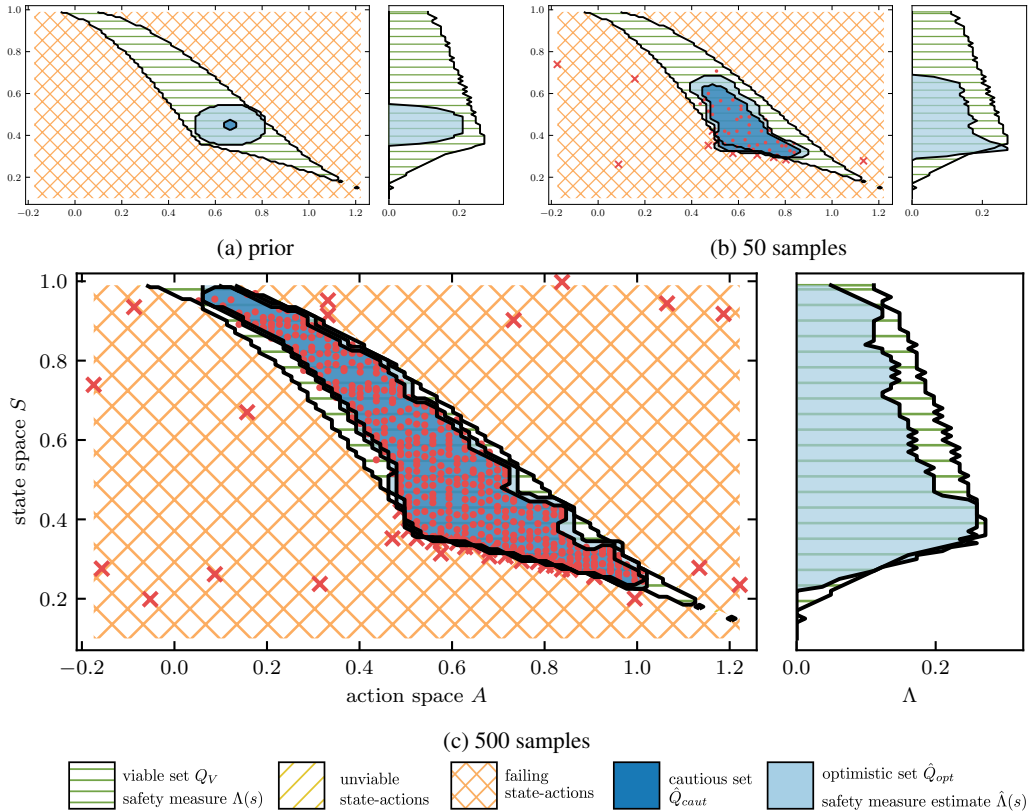 1.0
0.8
0.6
0.4
0.2
−0.2 0.0 0.2 0.4 0.6 0.8 1.0 1.2
0.0 0.2
(a) prior
1.0
0.8
0.6
0.4
0.2
−0.2 0.0 0.2 0.4 0.6 0.8 1.0 1.2
0.0 0.2
(b) 50 samples
state space S
1.0
0.8
0.6
0.4
0.2
−0.2 0.0 0.2 0.4 0.6 0.8 1.0 1.2
action space A
0.0 0.2
Λ
(c) 500 samples
viable set Q_V
safety measure Λ(s)
unviable
state-actions
failing
state-actions
cautious set
Q̂_caut
optimistic set Q̂_opt
safety measure estimate Λ̂(s)